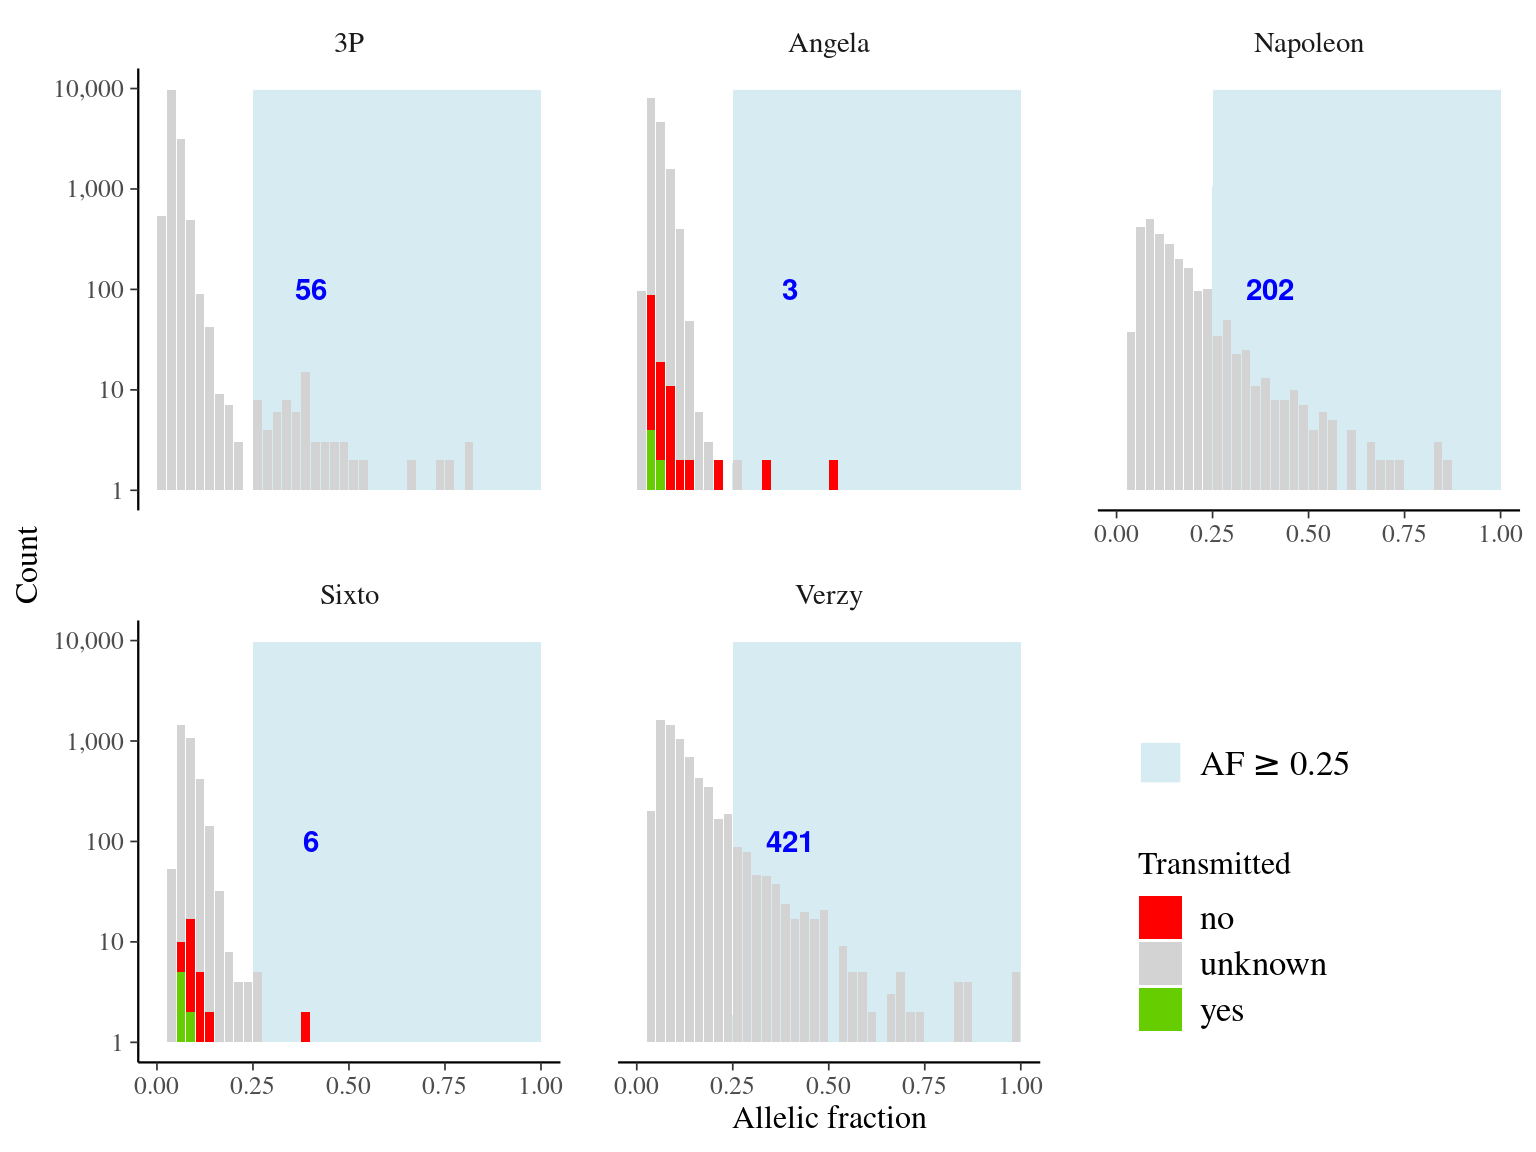 3P
Angela
Napoleon
10,000
1,000
100
10
1
56
3
202
0.00 0.25 0.50 0.75 1.00
Count
Sixto
Verzy
10,000
1,000
100
10
1
6
421
0.00 0.25 0.50 0.75 1.00
0.00 0.25 0.50 0.75 1.00
Allelic fraction
AF ≥ 0.25
Transmitted
no
unknown
yes